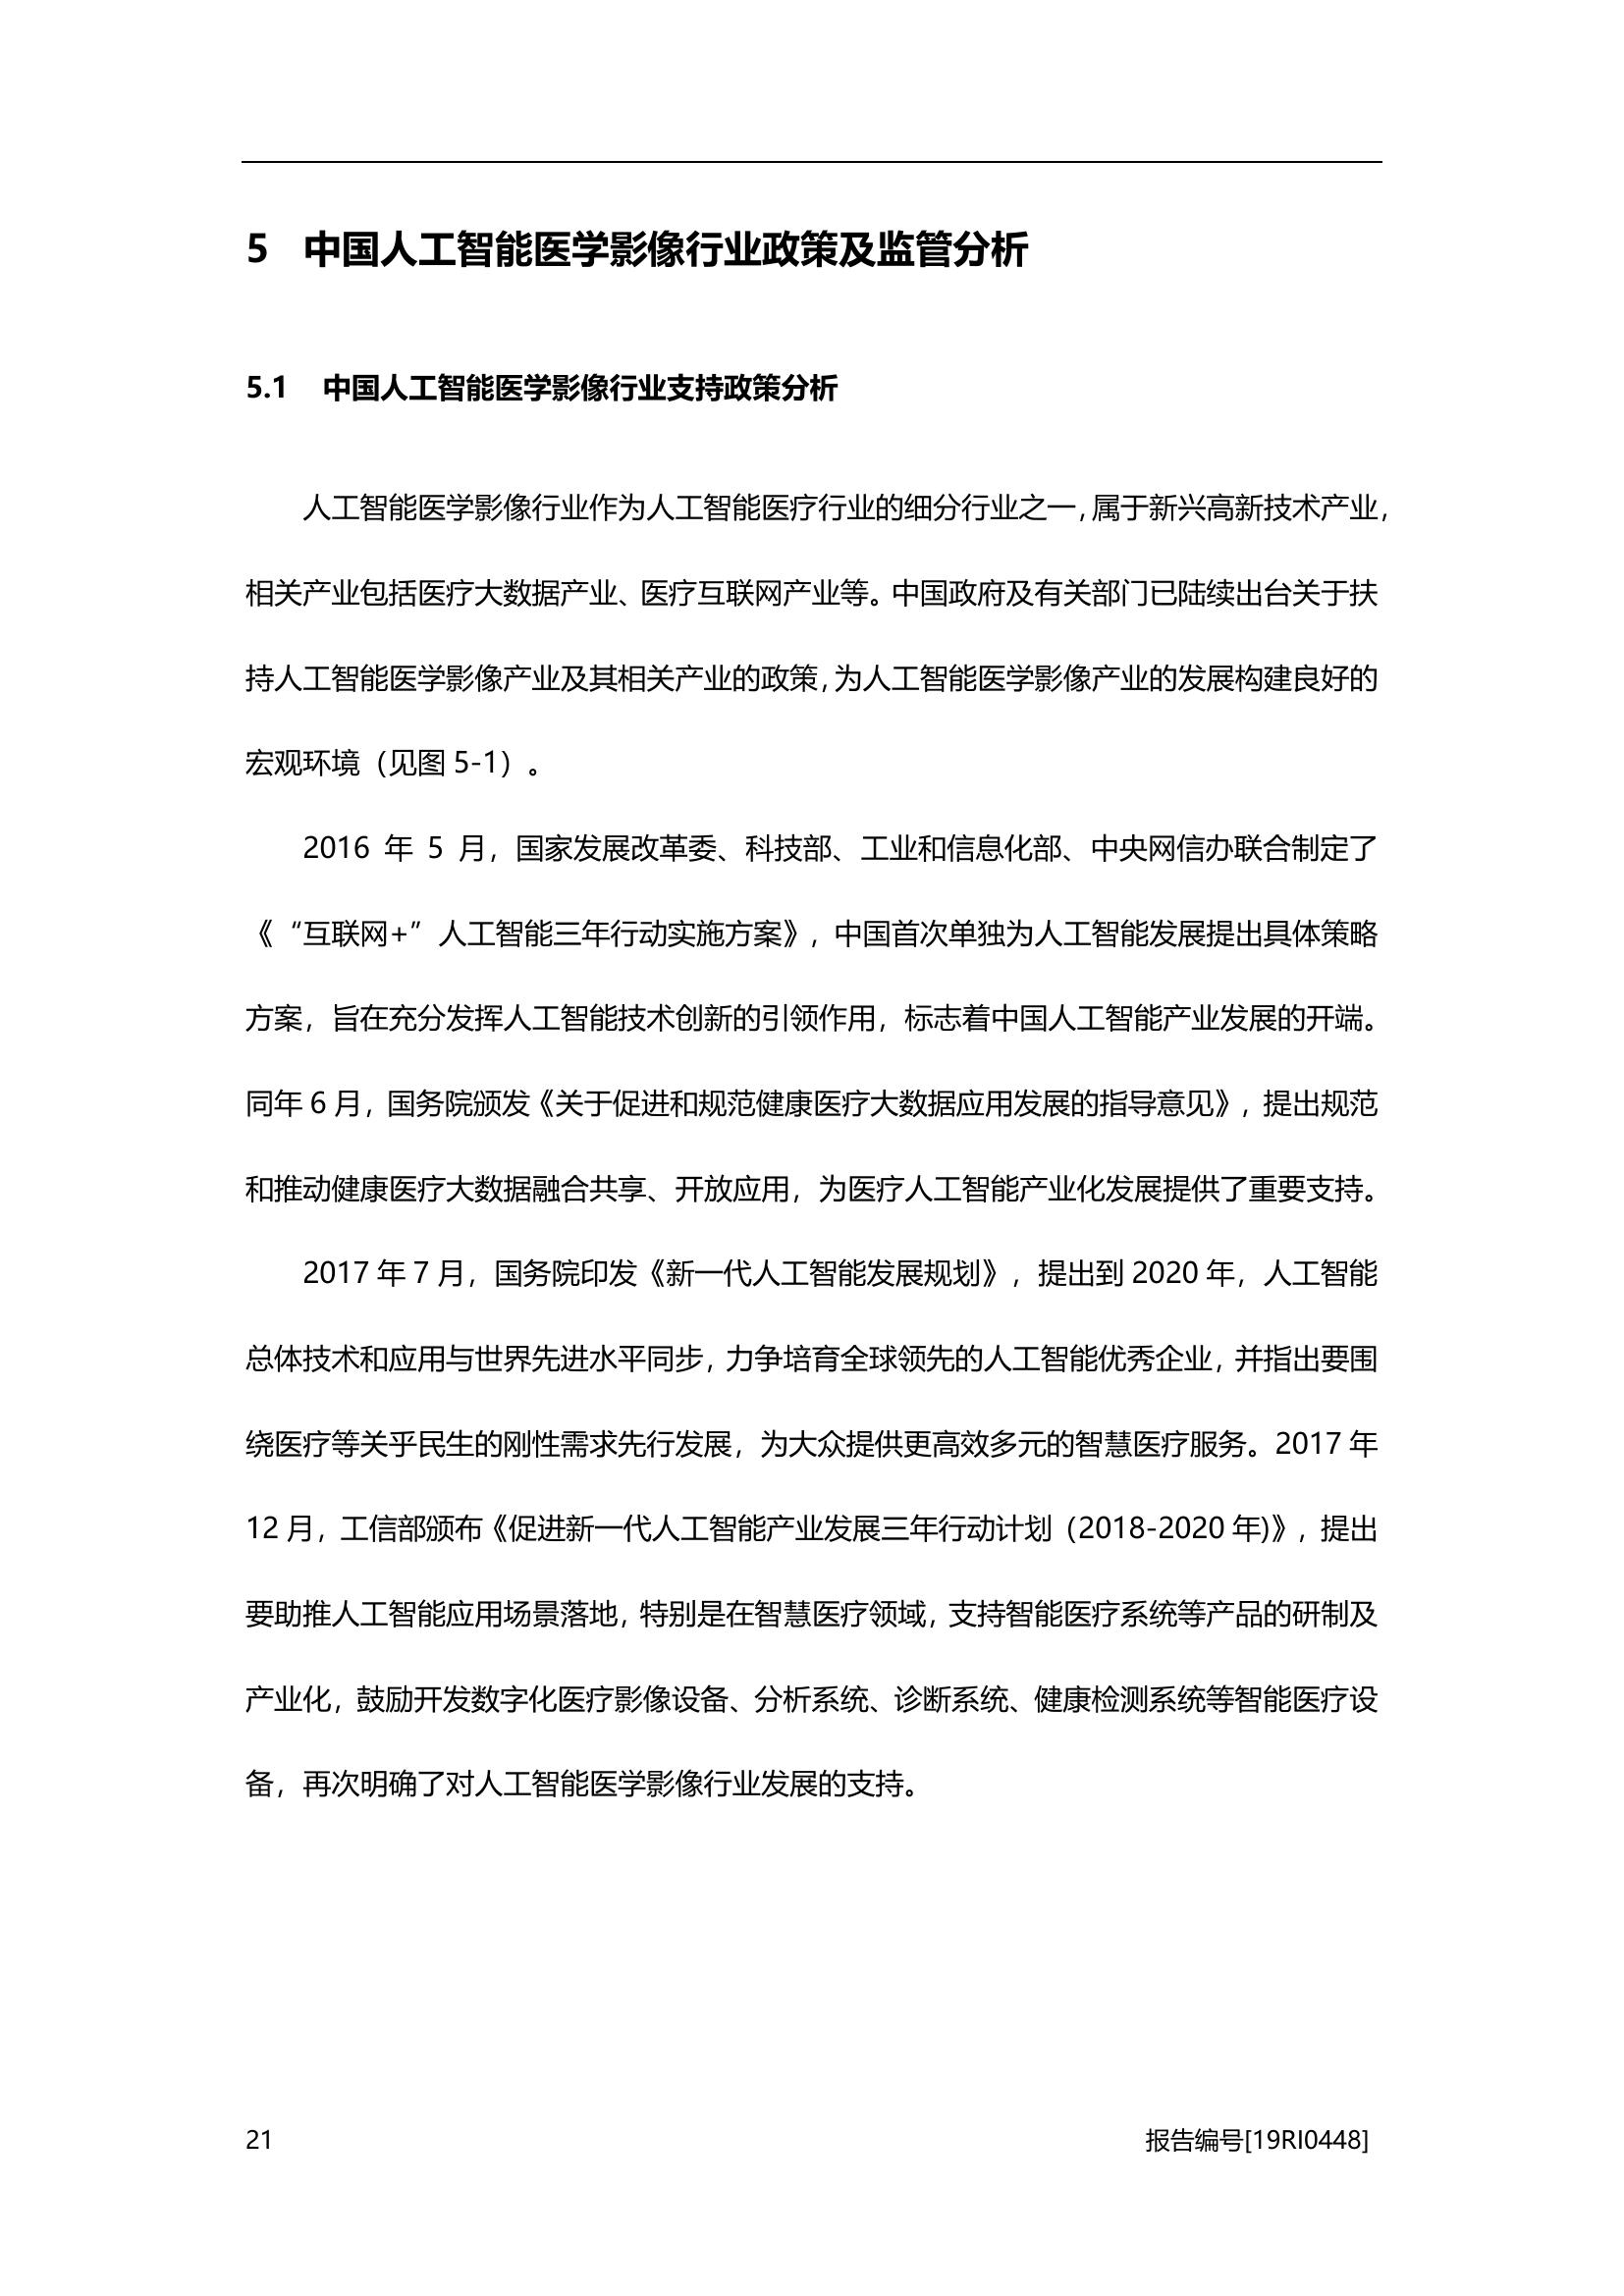 5 中国人工智能医学影像行业政策及监管分析
5.1 中国人工智能医学影像行业支持政策分析
人工智能医学影像行业作为人工智能医疗行业的细分行业之一，属于新兴高新技术产业，
相关产业包括医疗大数据产业、医疗互联网产业等。中国政府及有关部门已陆续出台关于扶
持人工智能医学影像产业及其相关产业的政策，为人工智能医学影像产业的发展构建良好的
宏观环境（见图 5-1）。
2016 年 5 月，国家发展改革委、科技部、工业和信息化部、中央网信办联合制定了
《“互联网+”人工智能三年行动实施方案》，中国首次单独为人工智能发展提出具体策略
方案，旨在充分发挥人工智能技术创新的引领作用，标志着中国人工智能产业发展的开端。
同年 6 月，国务院颁发《关于促进和规范健康医疗大数据应用发展的指导意见》，提出规范
和推动健康医疗大数据融合共享、开放应用，为医疗人工智能产业化发展提供了重要支持。
2017 年 7 月，国务院印发《新一代人工智能发展规划》，提出到 2020 年，人工智能
总体技术和应用与世界先进水平同步，力争培育全球领先的人工智能优秀企业，并指出要围
绕医疗等关乎民生的刚性需求先行发展，为大众提供更高效多元的智慧医疗服务。2017 年
12 月，工信部颁布《促进新一代人工智能产业发展三年行动计划（2018-2020 年)》，提出
要助推人工智能应用场景落地，特别是在智慧医疗领域，支持智能医疗系统等产品的研制及
产业化，鼓励开发数字化医疗影像设备、分析系统、诊断系统、健康检测系统等智能医疗设
备，再次明确了对人工智能医学影像行业发展的支持。
21 报告编号[19RI0448]